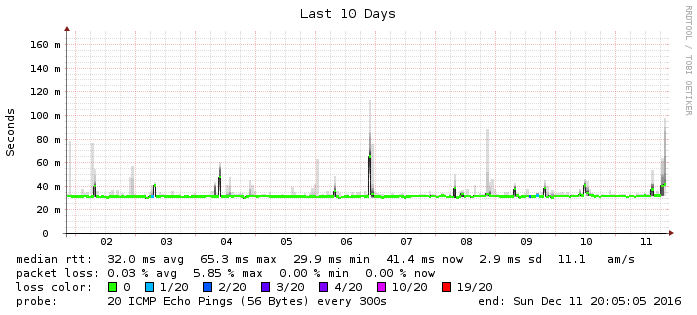 Last 10 Days
RRDTOOL / TOBI OETIKER
Seconds
160 m
140 m
120 m
100 m
80 m
60 m
40 m
20 m
0
02 03 04 05 06 07 08 09 10 11
median rtt: 32.0 ms avg 65.3 ms max 29.9 ms min 41.4 ms now 2.9 ms sd 11.1 am/s
packet loss: 0.03 % avg 5.85 % max 0.00 % min 0.00 % now
loss color: 0 1/20 2/20 3/20 4/20 10/20 19/20
probe: 20 ICMP Echo Pings (56 Bytes) every 300s end: Sun Dec 11 20:05:05 2016